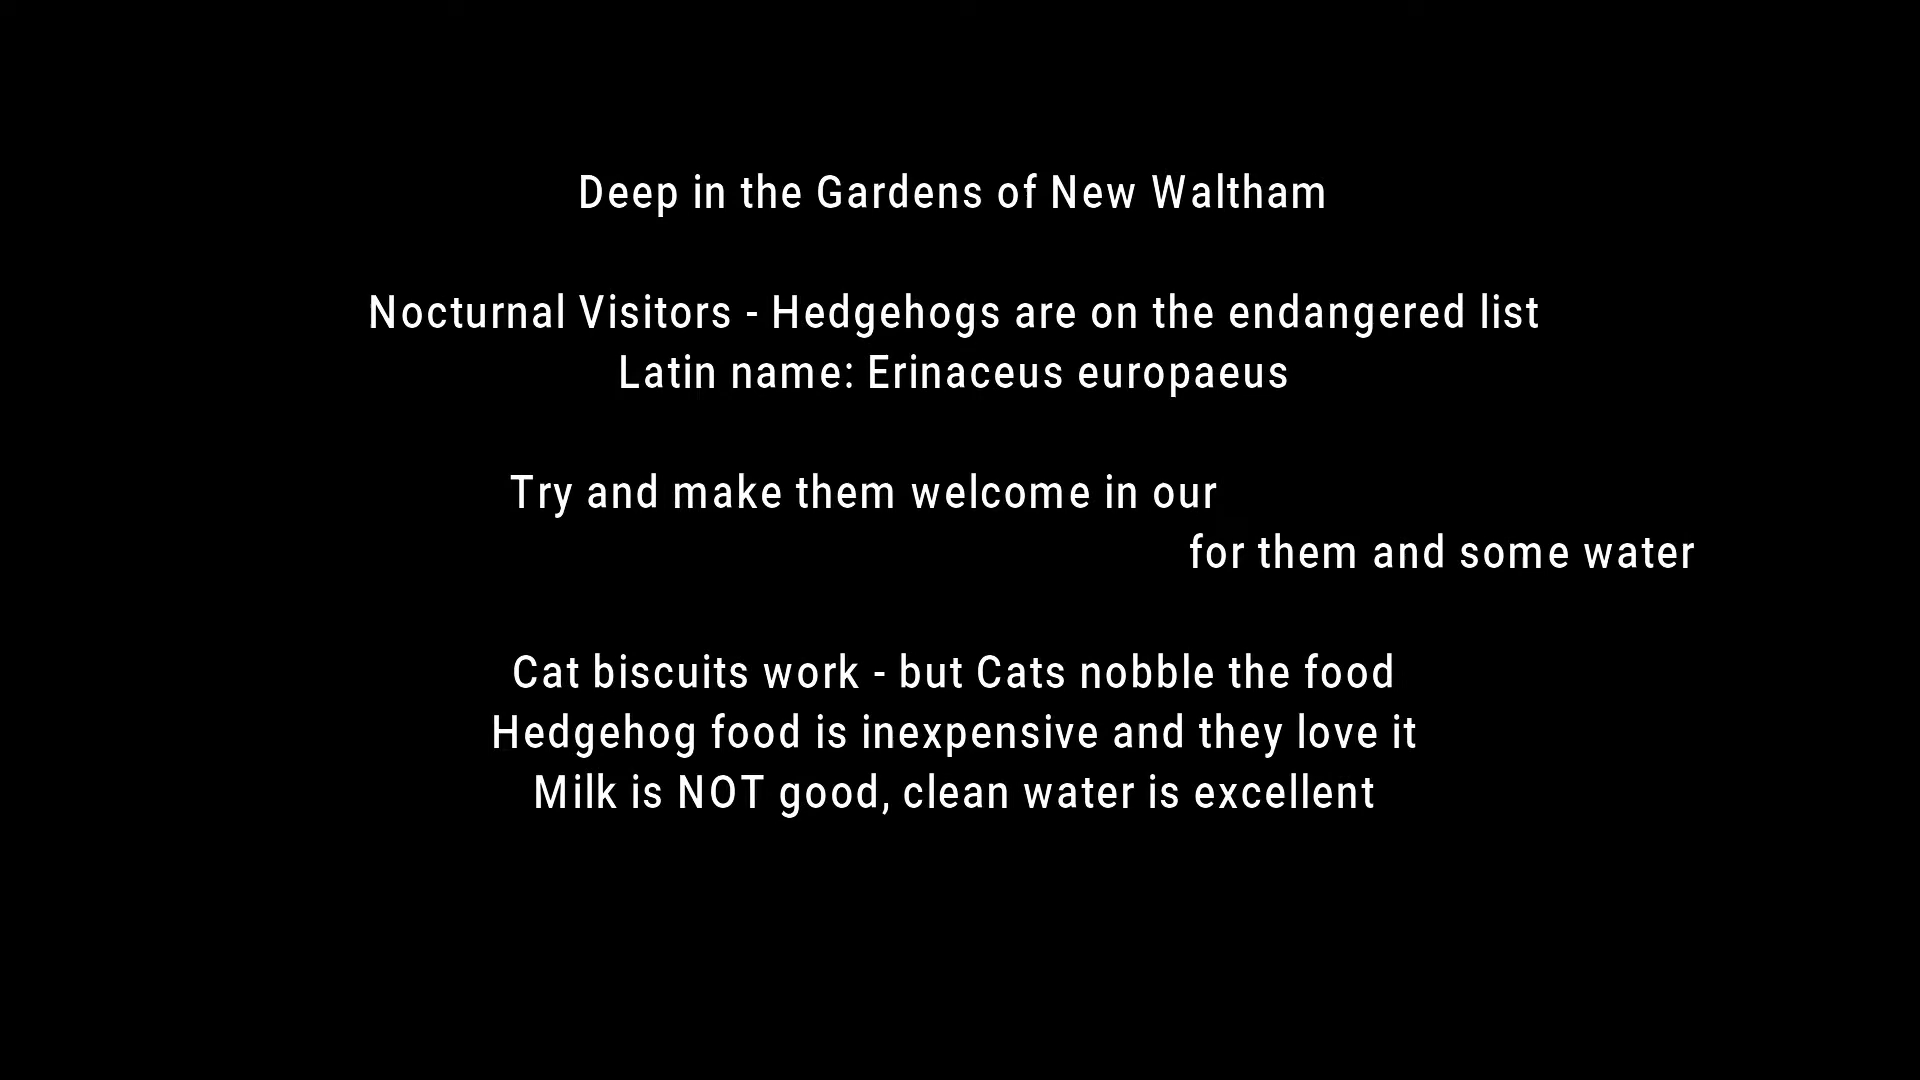 Deep in the Gardens of New Waltham
Nocturnal Visitors - Hedgehogs are on the endangered list
Latin name: Erinaceus europaeus
Try and make them welcome in our
for them and some water
Cat biscuits work - but Cats nobble the food
Hedgehog food is inexpensive and they love it
Milk is NOT good, clean water is excellent